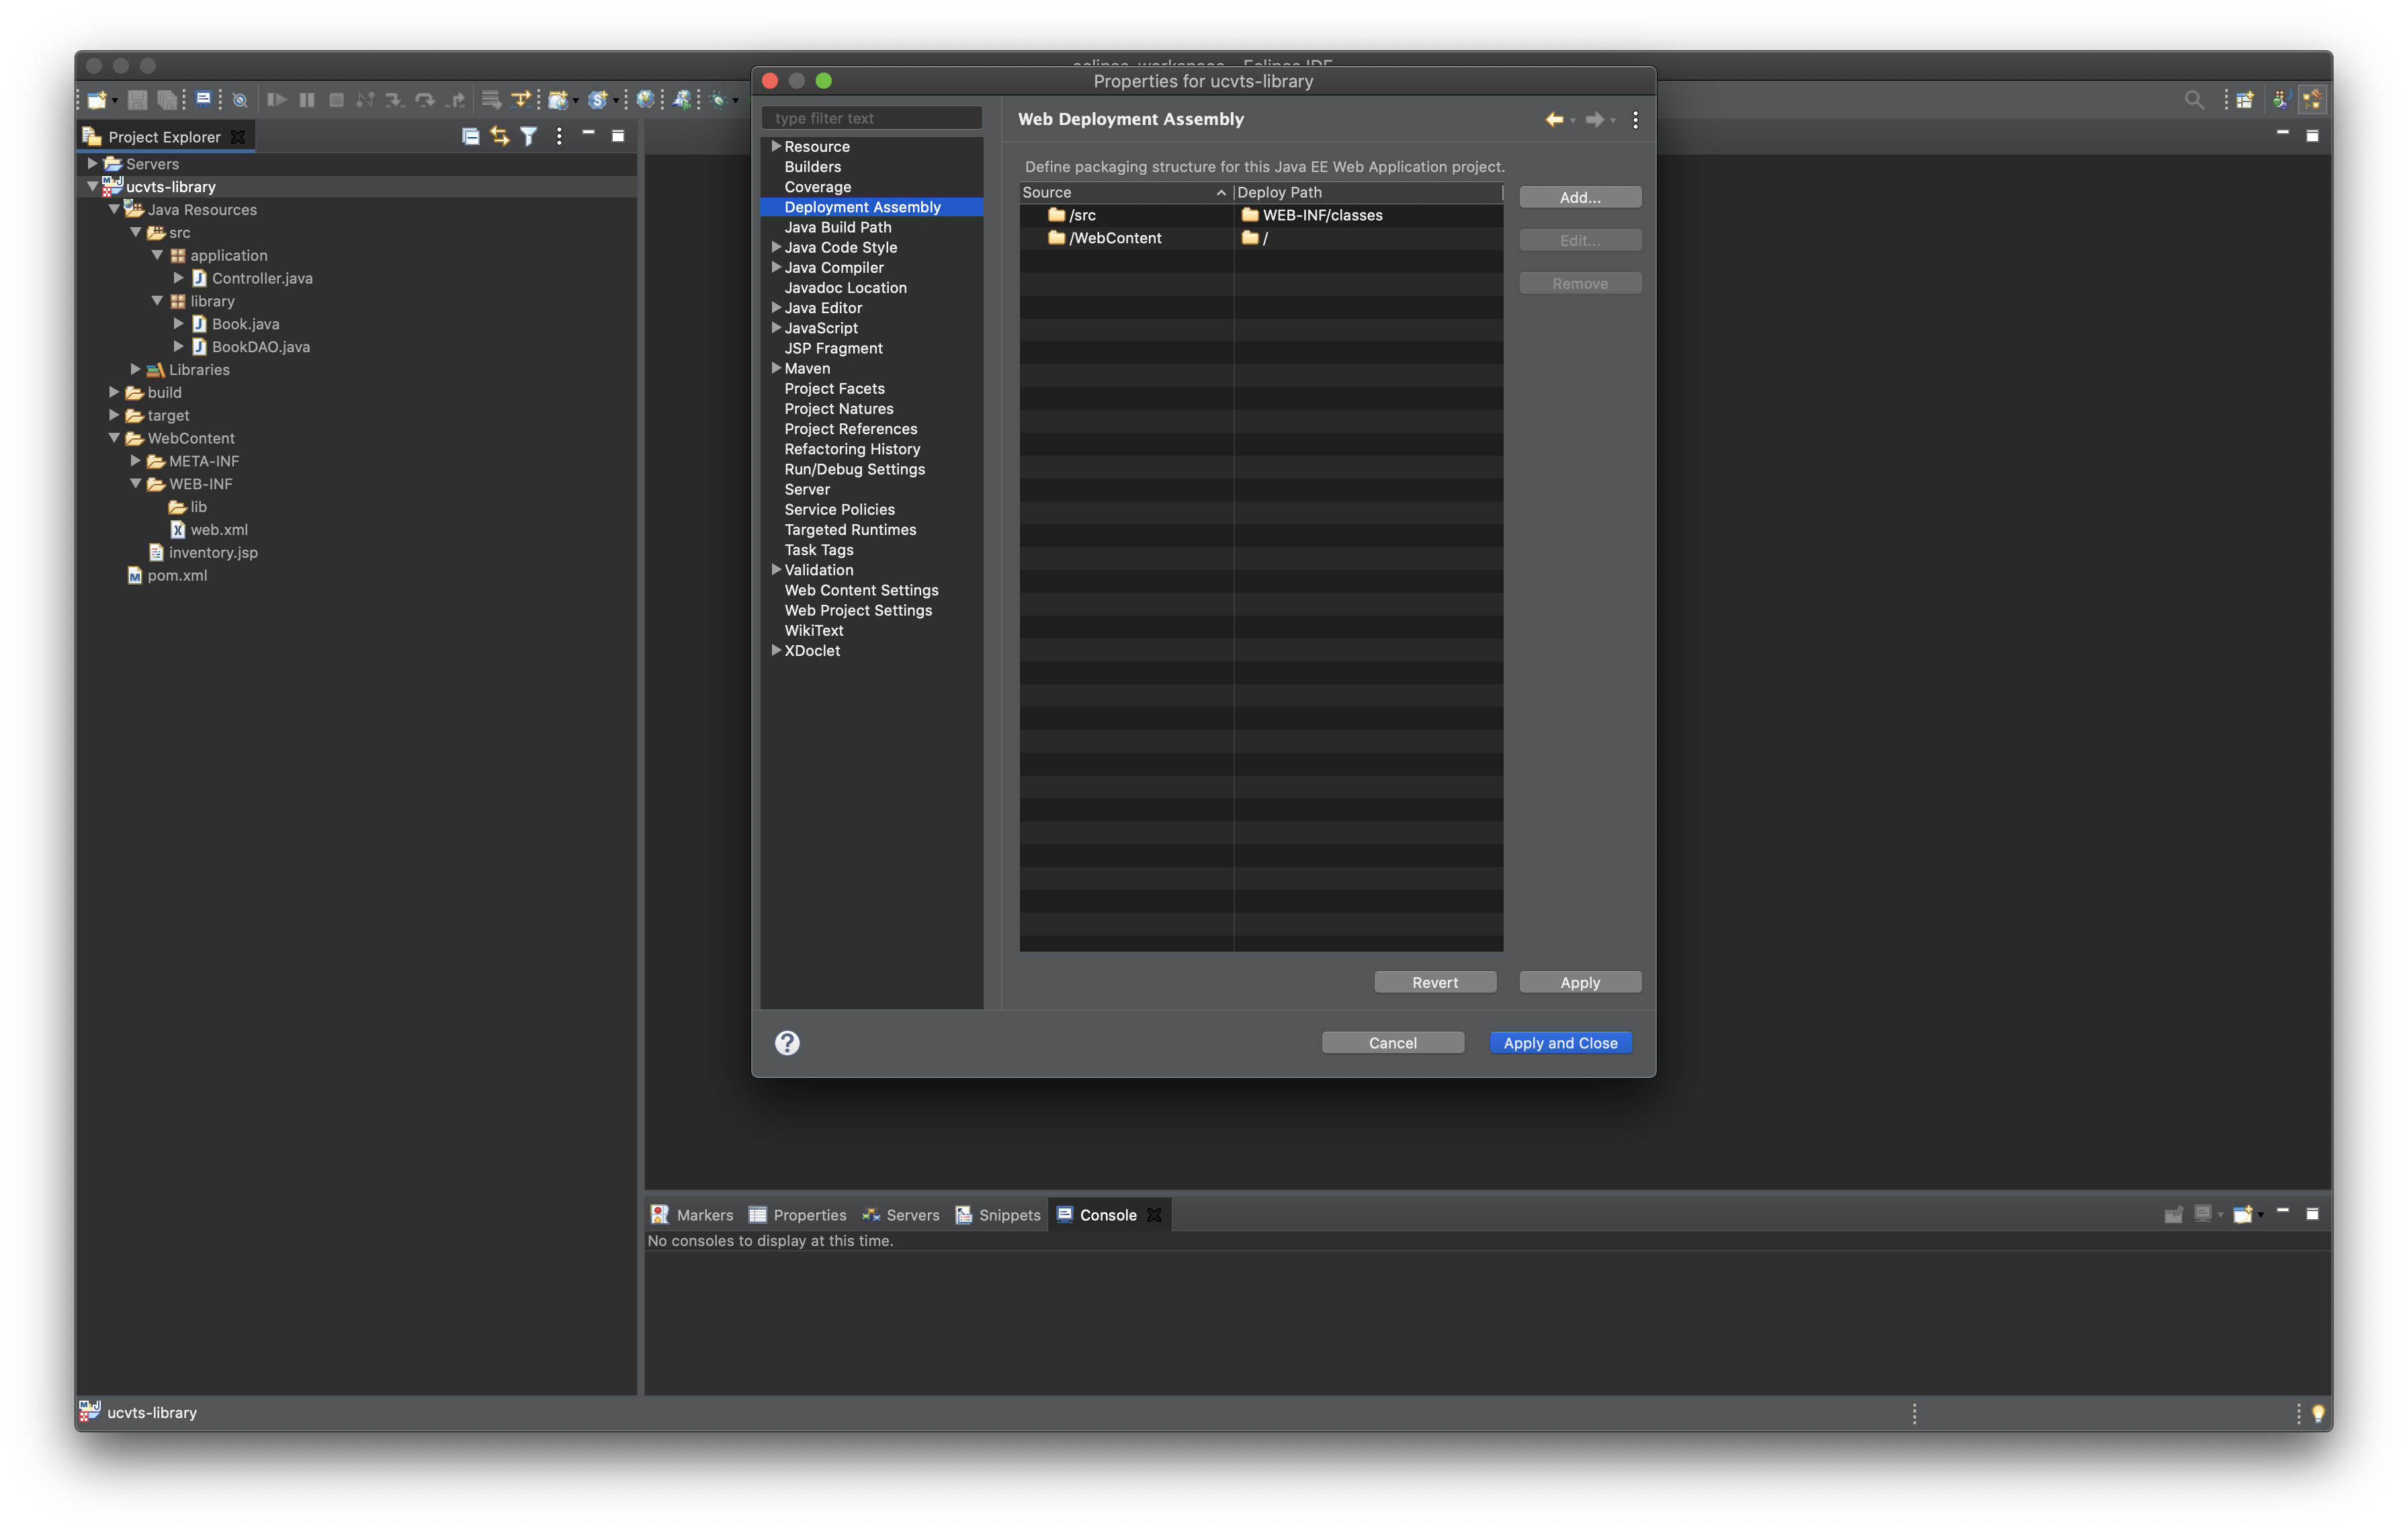 eclipse-workspace - Eclipse IDE
Properties for ucvts-library
Project Explorer
Servers
ucvts-library
Java Resources
src
application
Controller.java
library
Book.java
BookDAO.java
Libraries
build
target
WebContent
META-INF
WEB-INF
lib
web.xml
inventory.jsp
pom.xml
type filter text
Resource
Builders
Coverage
Deployment Assembly
Java Build Path
Java Code Style
Java Compiler
Javadoc Location
Java Editor
JavaScript
JSP Fragment
Maven
Project Facets
Project Natures
Project References
Refactoring History
Run/Debug Settings
Server
Service Policies
Targeted Runtimes
Task Tags
Validation
Web Content Settings
Web Project Settings
WikiText
XDoclet
Web Deployment Assembly
Define packaging structure for this Java EE Web Application project.
Source Deploy Path
/src WEB-INF/classes
/WebContent /
Add...
Edit...
Remove
Revert Apply
Cancel Apply and Close
Markers Properties Servers Snippets Console
No consoles to display at this time.
ucvts-library